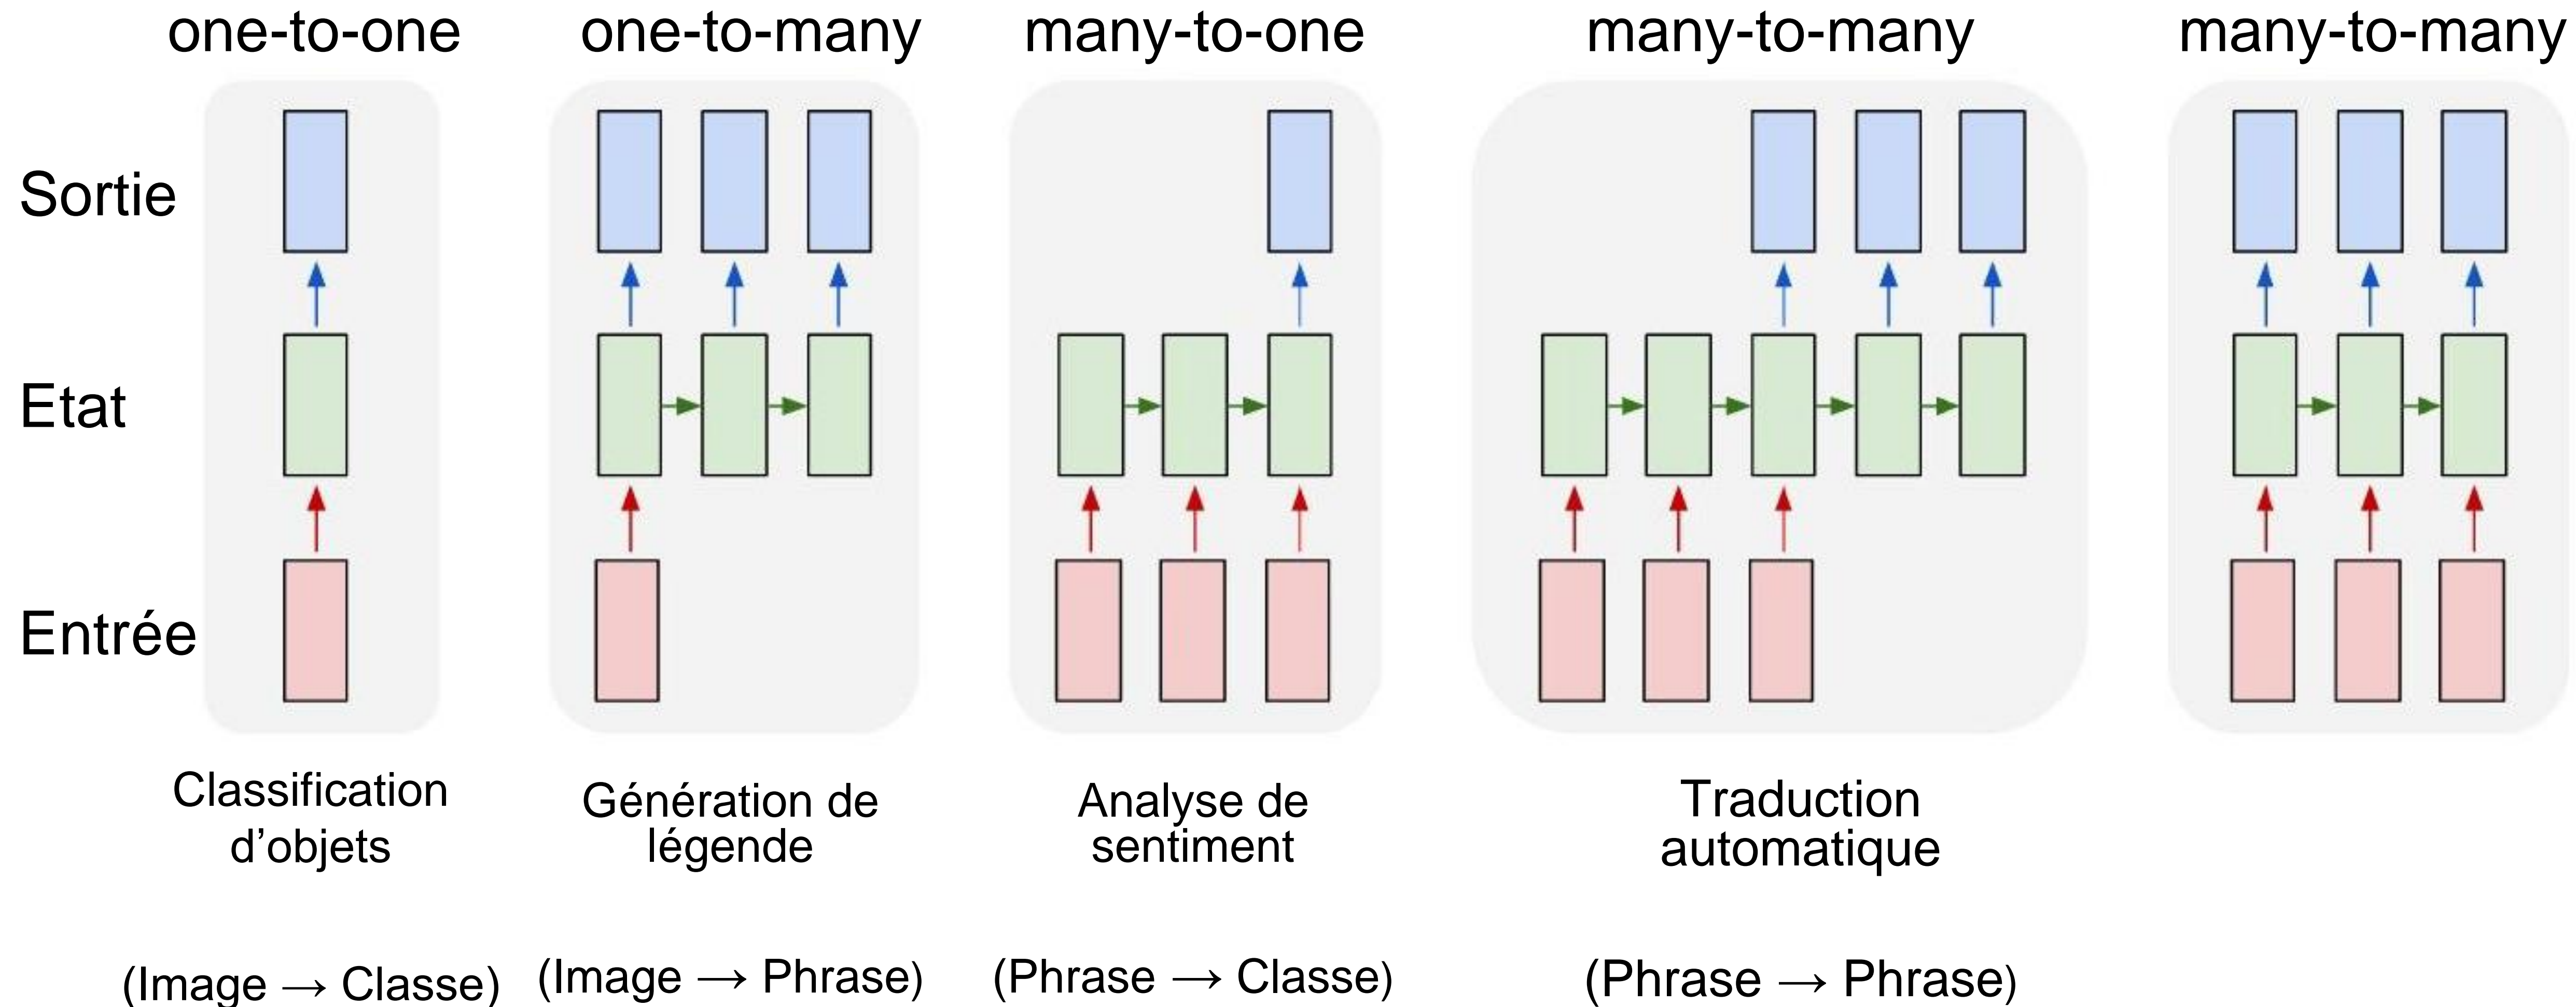 one-to-one
one-to-many
many-to-one
many-to-many
many-to-many
Sortie
Etat
Entrée
Classification
d’objets
Génération de
légende
Analyse de
sentiment
Traduction
automatique
(Image → Classe)
(Image → Phrase)
(Phrase → Classe)
(Phrase → Phrase)